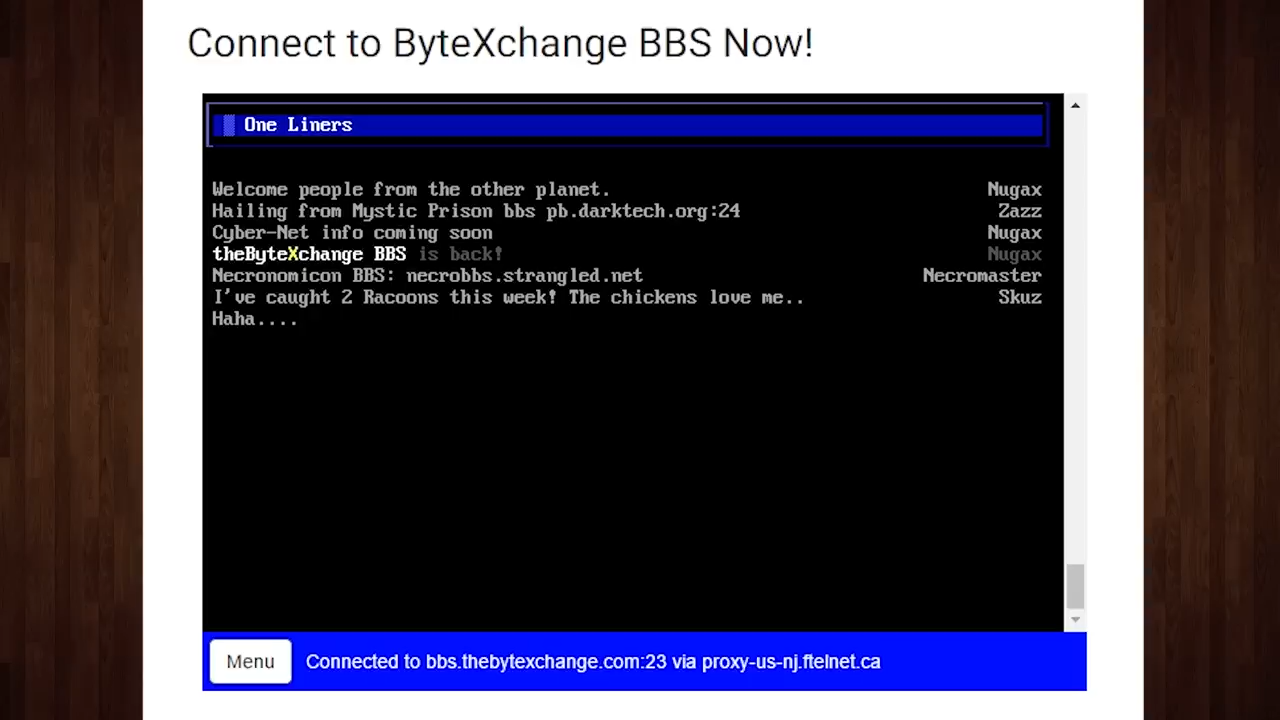 Connect to ByteXchange BBS Now!
One Liners
Welcome people from the other planet. Nugax
Hailing from Mystic Prison bbs pb.darktech.org:24 Zazz
Cyber-Net info coming soon Nugax
theByteXchange BBS is back! Nugax
Necronomicon BBS: necrobbs.strangled.net Necromaster
I've caught 2 Racoons this week! The chickens love me.. Skuz
Haha....
Menu Connected to bbs.thebytexchange.com:23 via proxy-us-nj.ftelnet.ca